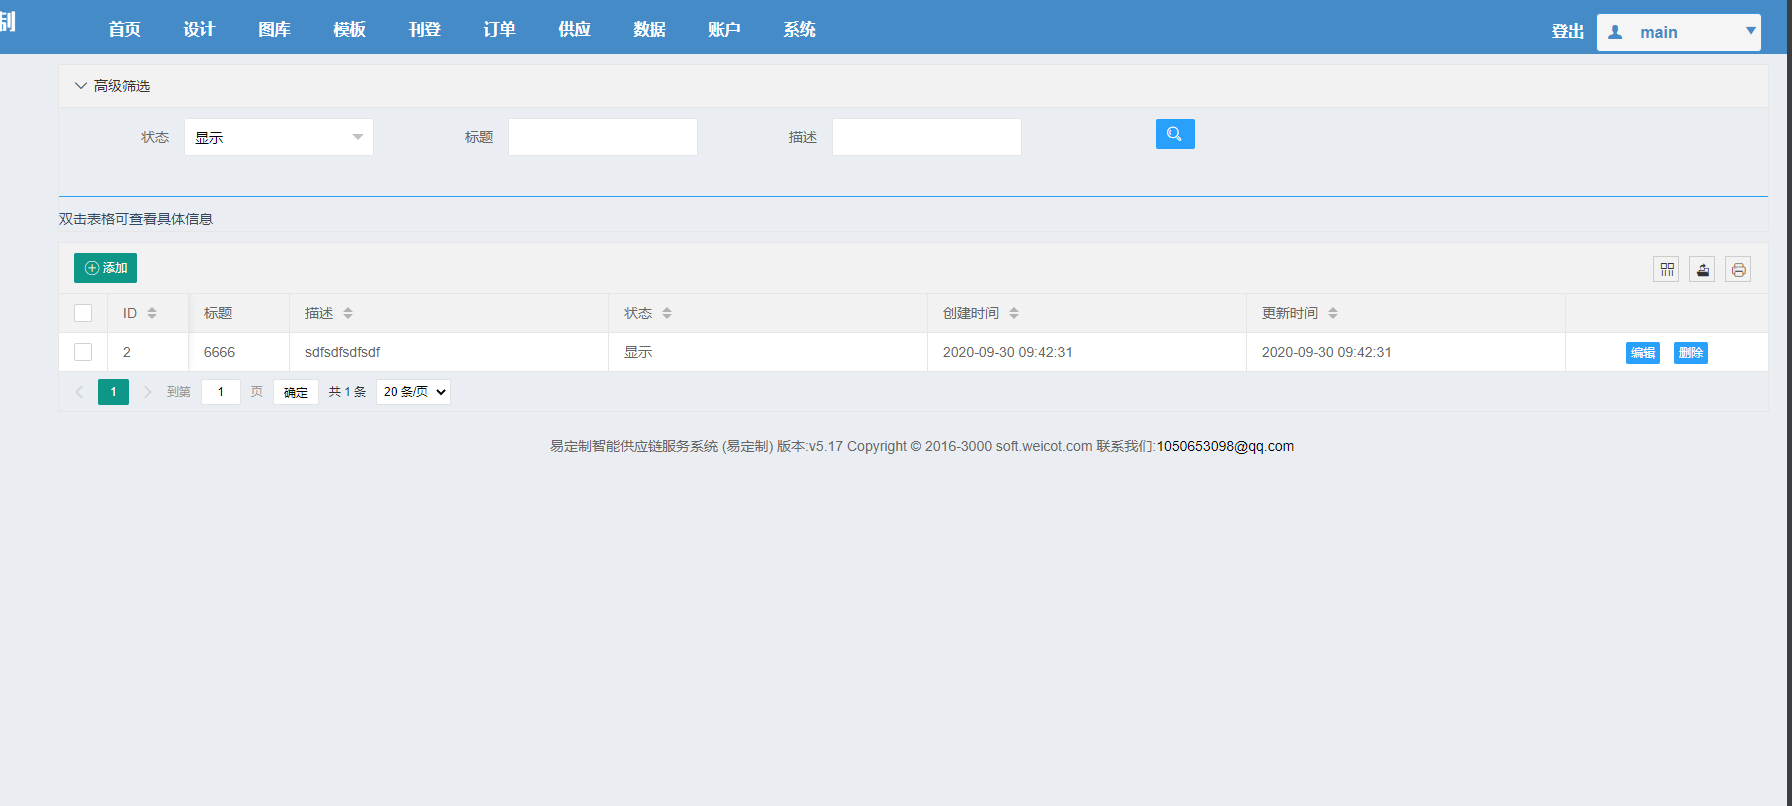 制
首页 设计 图库 模板 刊登 订单 供应 数据 账户 系统 登出 main
高级筛选
状态 显示 标题 描述
双击表格可查看具体信息
添加
ID 标题 描述 状态 创建时间 更新时间
2 6666 sdfsdfsdfsdf 显示 2020-09-30 09:42:31 2020-09-30 09:42:31 编辑 删除
1 到第 1 页 确定 共 1 条 20 条/页
易定制智能供应链服务系统 (易定制) 版本:v5.17 Copyright © 2016-3000 soft.weicot.com 联系我们:1050653098@qq.com